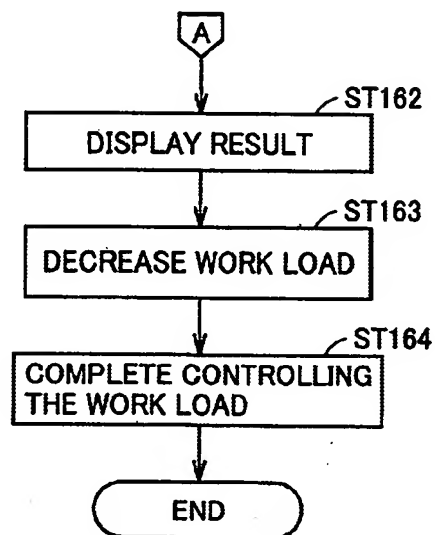 A
ST162
DISPLAY RESULT
ST163
DECREASE WORK LOAD
ST164
COMPLETE CONTROLLING
THE WORK LOAD
END